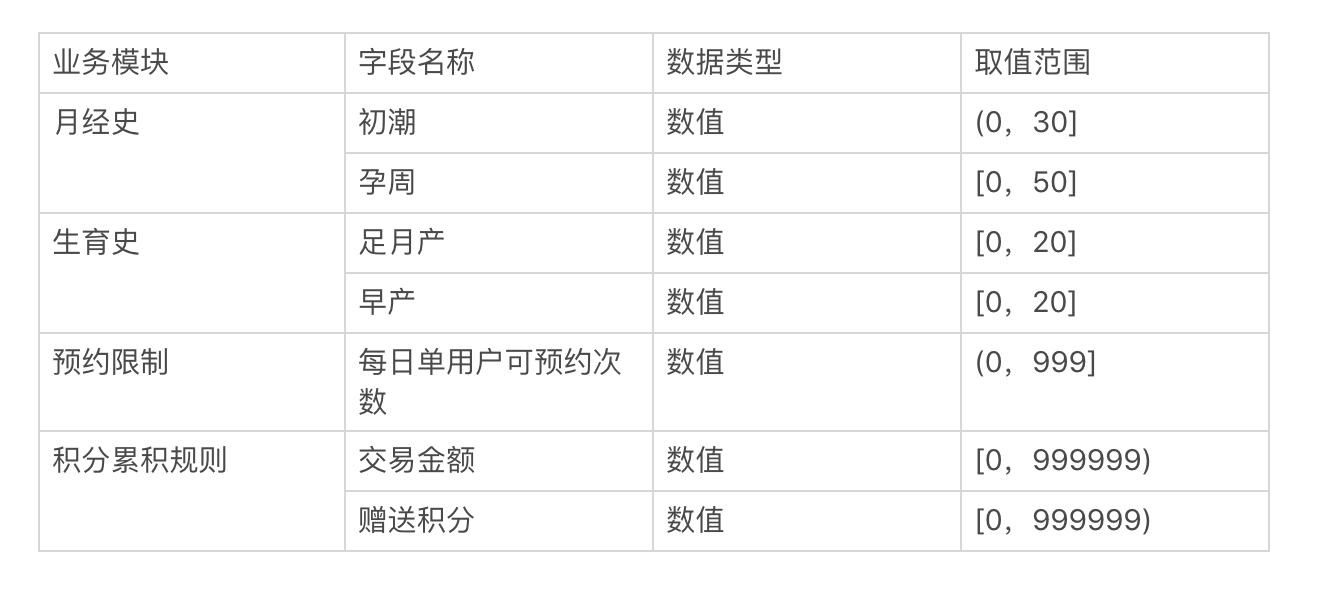 业务模块 字段名称 数据类型 取值范围
月经史 初潮 数值 (0，30]
孕周 数值 [0，50]
生育史 足月产 数值 [0，20]
早产 数值 [0，20]
预约限制 每日单用户可预约次 数值 (0，999]
数
积分累积规则 交易金额 数值 [0，999999)
赠送积分 数值 [0，999999)